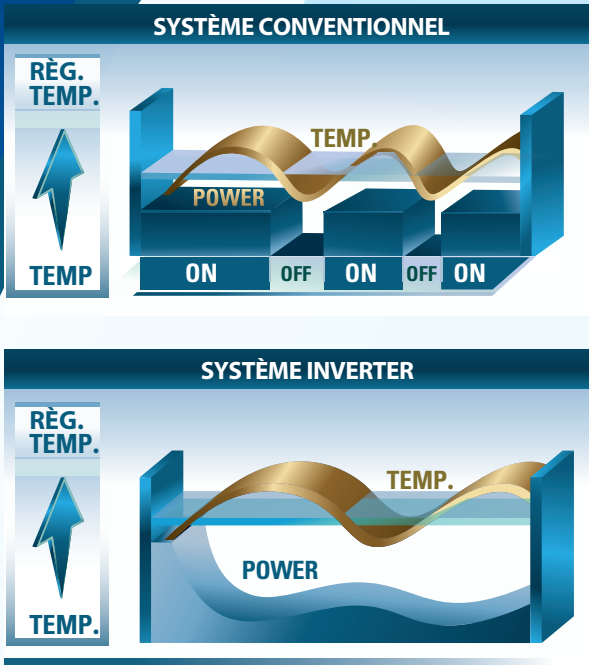 SYSTÈME CONVENTIONNEL
RÈG.
TEMP.
TEMP.
POWER
TEMP
ON OFF ON OFF ON
SYSTÈME INVERTER
RÈG.
TEMP.
TEMP.
POWER
TEMP.